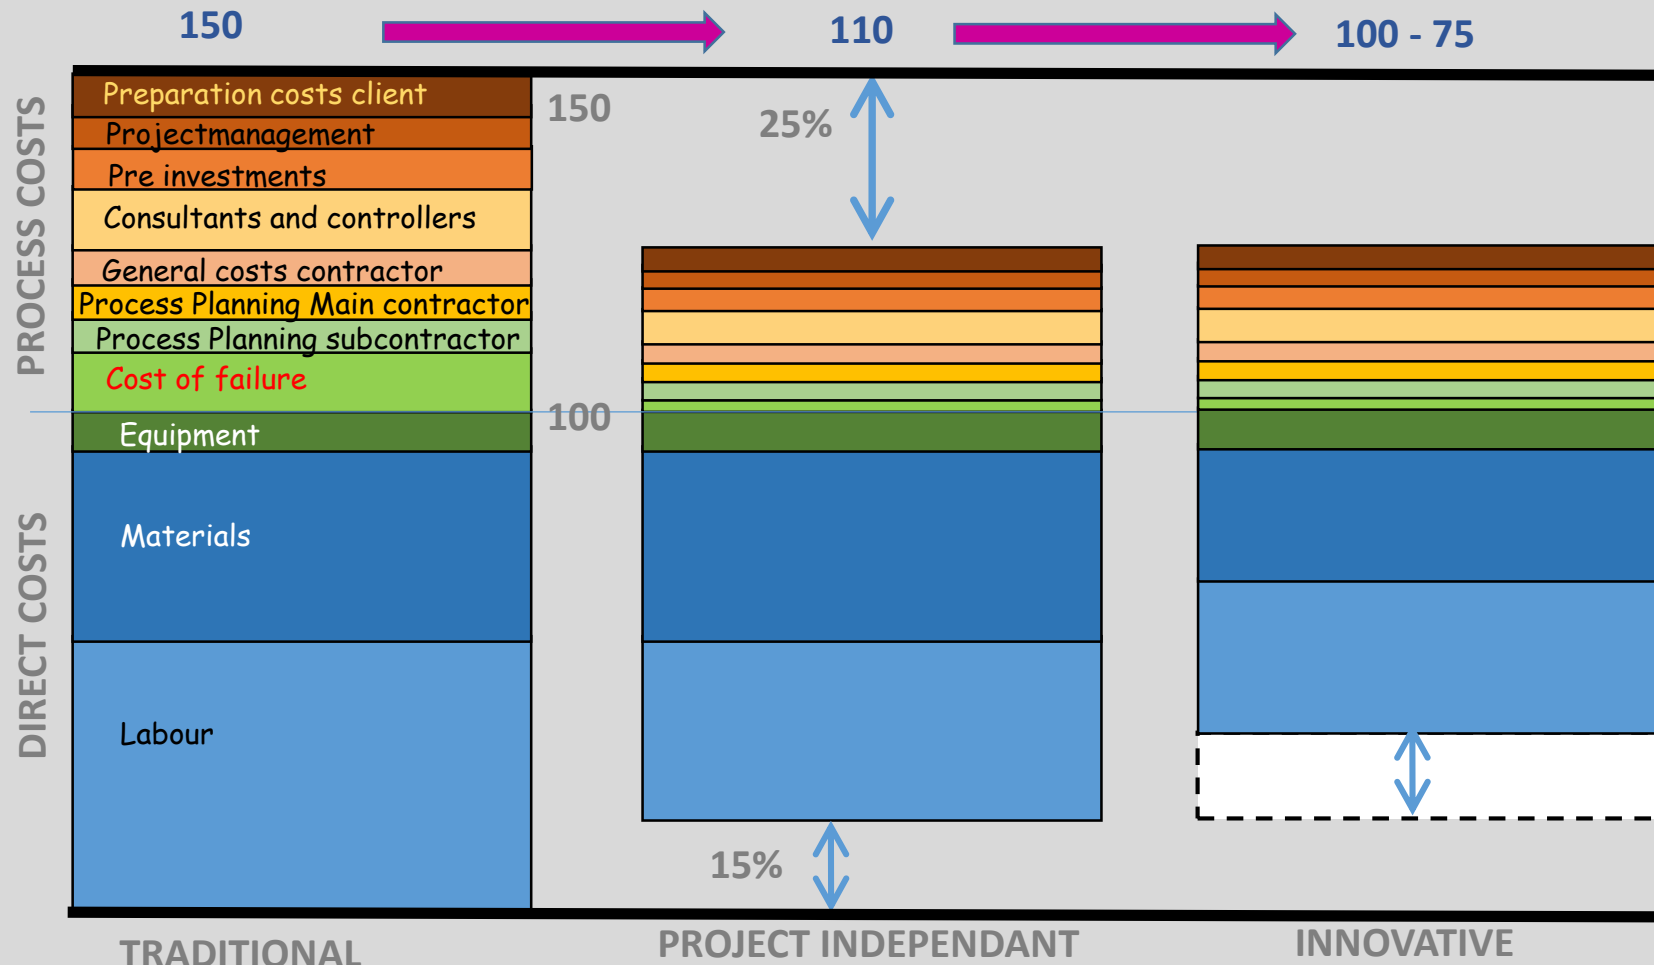 150
110
100 - 75
PROCESS COSTS
Preparation costs client
150
25%
Projectmanagement
Pre investments
Consultants and controllers
General costs contractor
Process Planning Main contractor
Process Planning subcontractor
Cost of failure
100
DIRECT COSTS
Equipment
Materials
Labour
15%
TRADITIONAL
PROJECT INDEPENDANT
INNOVATIVE